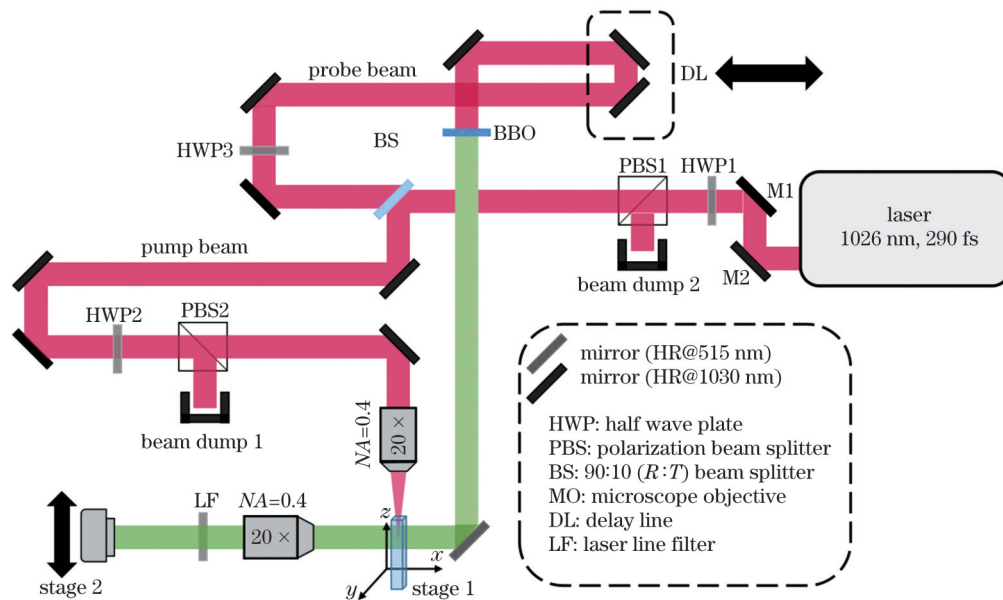 probe beam
DL
BS
BBO
HWP3
PBS1
HWP1
M1
laser
1026 nm, 290 fs
pump beam
M2
beam dump 2
HWP2
PBS2
mirror (HR@515 nm)
mirror (HR@1030 nm)
NA=0.4
20 ×
beam dump 1
HWP: half wave plate
PBS: polarization beam splitter
BS: 90:10 (R:T) beam splitter
MO: microscope objective
DL: delay line
LF: laser line filter
LF
NA=0.4
20 ×
z
x
y
stage 1
stage 2